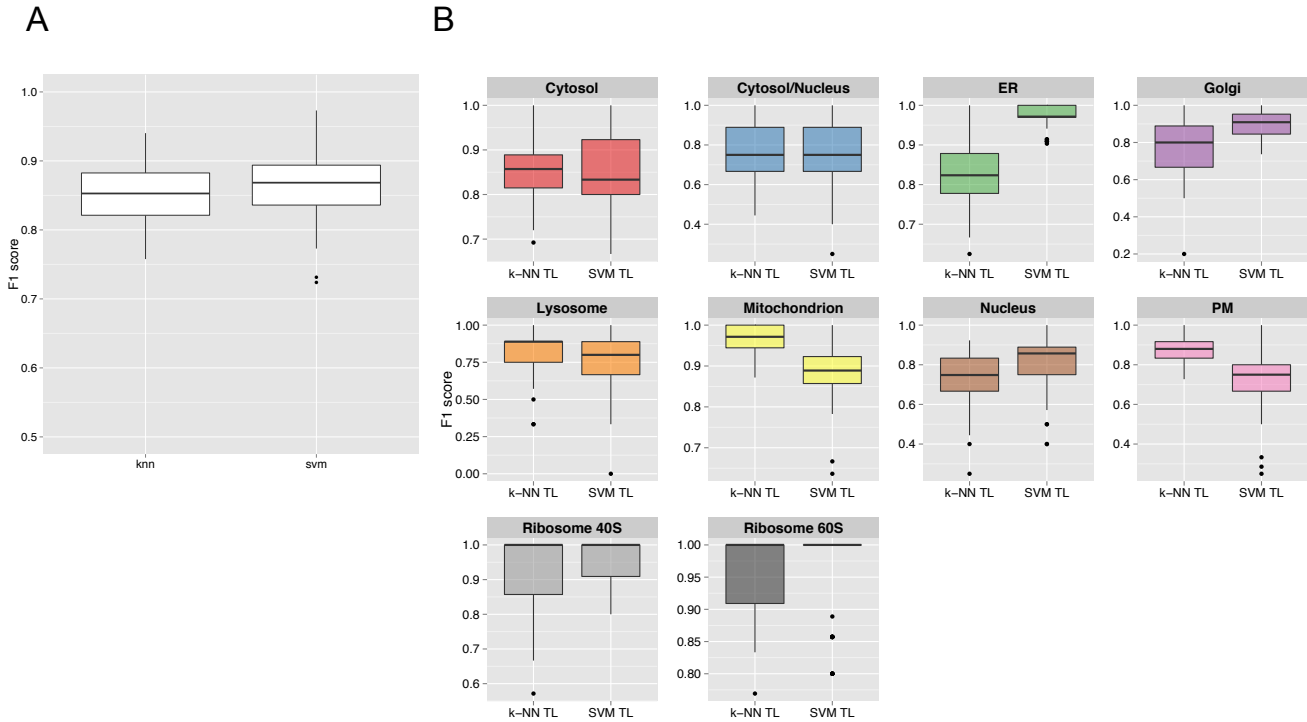 A
B
1.0
0.9
0.8
0.7
0.6
0.5
F1 score
knn
svm
Cytosol
1.0
0.9
0.8
0.7
k−NN TL
SVM TL
Cytosol/Nucleus
1.0
0.8
0.6
0.4
k−NN TL
SVM TL
ER
1.0
0.9
0.8
0.7
k−NN TL
SVM TL
Golgi
1.0
0.8
0.6
0.4
0.2
k−NN TL
SVM TL
F1 score
Lysosome
1.00
0.75
0.50
0.25
0.00
k−NN TL
SVM TL
Mitochondrion
1.0
0.9
0.8
0.7
k−NN TL
SVM TL
Nucleus
1.0
0.8
0.6
0.4
k−NN TL
SVM TL
PM
1.0
0.8
0.6
0.4
k−NN TL
SVM TL
Ribosome 40S
1.0
0.9
0.8
0.7
0.6
k−NN TL
SVM TL
Ribosome 60S
1.00
0.95
0.90
0.85
0.80
k−NN TL
SVM TL